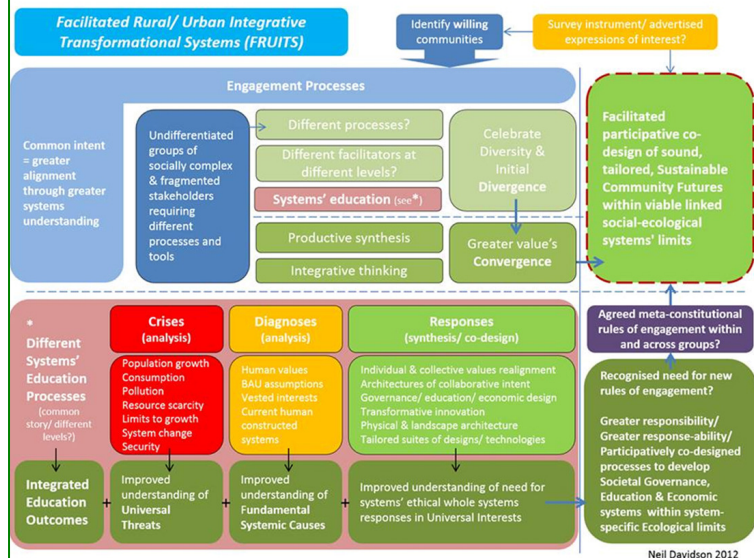 Facilitated Rural/ Urban Integrative
Transformational Systems (FRUITS)
Identify willing
communities
Survey instrument/ advertised
expressions of interest?
Engagement Processes
Common intent
= greater
alignment
through greater
systems
understanding
Undifferentiated
groups of
socially complex
& fragmented
stakeholders
requiring
different
processes and
tools
Different processes?
Different facilitators at
different levels?
Systems' education (see*)
Productive synthesis
Integrative thinking
Celebrate
Diversity &
Initial
Divergence
Greater value's
Convergence
Facilitated
participative co-
design of sound,
tailored, Sustainable
Community Futures
within viable linked
social-ecological
systems' limits
Agreed meta-constitutional
rules of engagement within
and across groups?
*
Different
Systems'
Education
Processes
(common
story/ different
levels?)
Crises
(analysis)
Population growth
Consumption
Pollution
Resource scarcity
Limits to growth
System change
Security
Diagnoses
(analysis)
Human values
BAU assumptions
Vested interests
Current human
constructed
systems
Responses
(synthesis/ co-design)
Individual & collective values realignment
Architectures of collaborative intent
Governance/ education/ economic design
Transformative innovation
Physical & landscape architecture
Tailored suites of designs/ technologies
Recognised need for new
rules of engagement?
Greater responsibility/
Greater response-ability/
Participatively co-designed
processes to develop
Societal Governance,
Education & Economic
systems within system-
specific Ecological limits
Integrated
Education
Outcomes
+
Improved
understanding of
Universal
Threats
+
Improved
understanding of
Fundamental
Systemic Causes
+
Improved understanding of need for
systems' ethical whole systems
responses in Universal Interests
Neil Davidson 2012